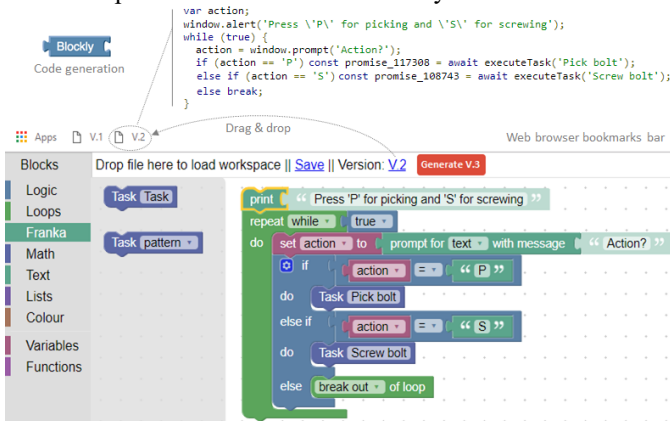 var action;
window.alert('Press \'P\' for picking and \'S\' for screwing');
while (true) {
action = window.prompt('Action?');
if (action == 'P') const promise_117308 = await executeTask('Pick bolt');
else if (action == 'S') const promise_108743 = await executeTask('Screw bolt');
else break;
}
Blockly
Code generation
Drag & drop
Apps V.1 V.2 Web browser bookmarks bar
Blocks Drop file here to load workspace || Save || Version: V.2 Generate V.3
Logic
Loops
Franka
Math
Text
Lists
Colour
Variables
Functions
Task Task
Task pattern
print “ Press 'P' for picking and 'S' for screwing ”
repeat while true
do set action to prompt for text with message “ Action? ”
if action = “ P ”
do Task Pick bolt
else if action = “ S ”
do Task Screw bolt
else break out of loop